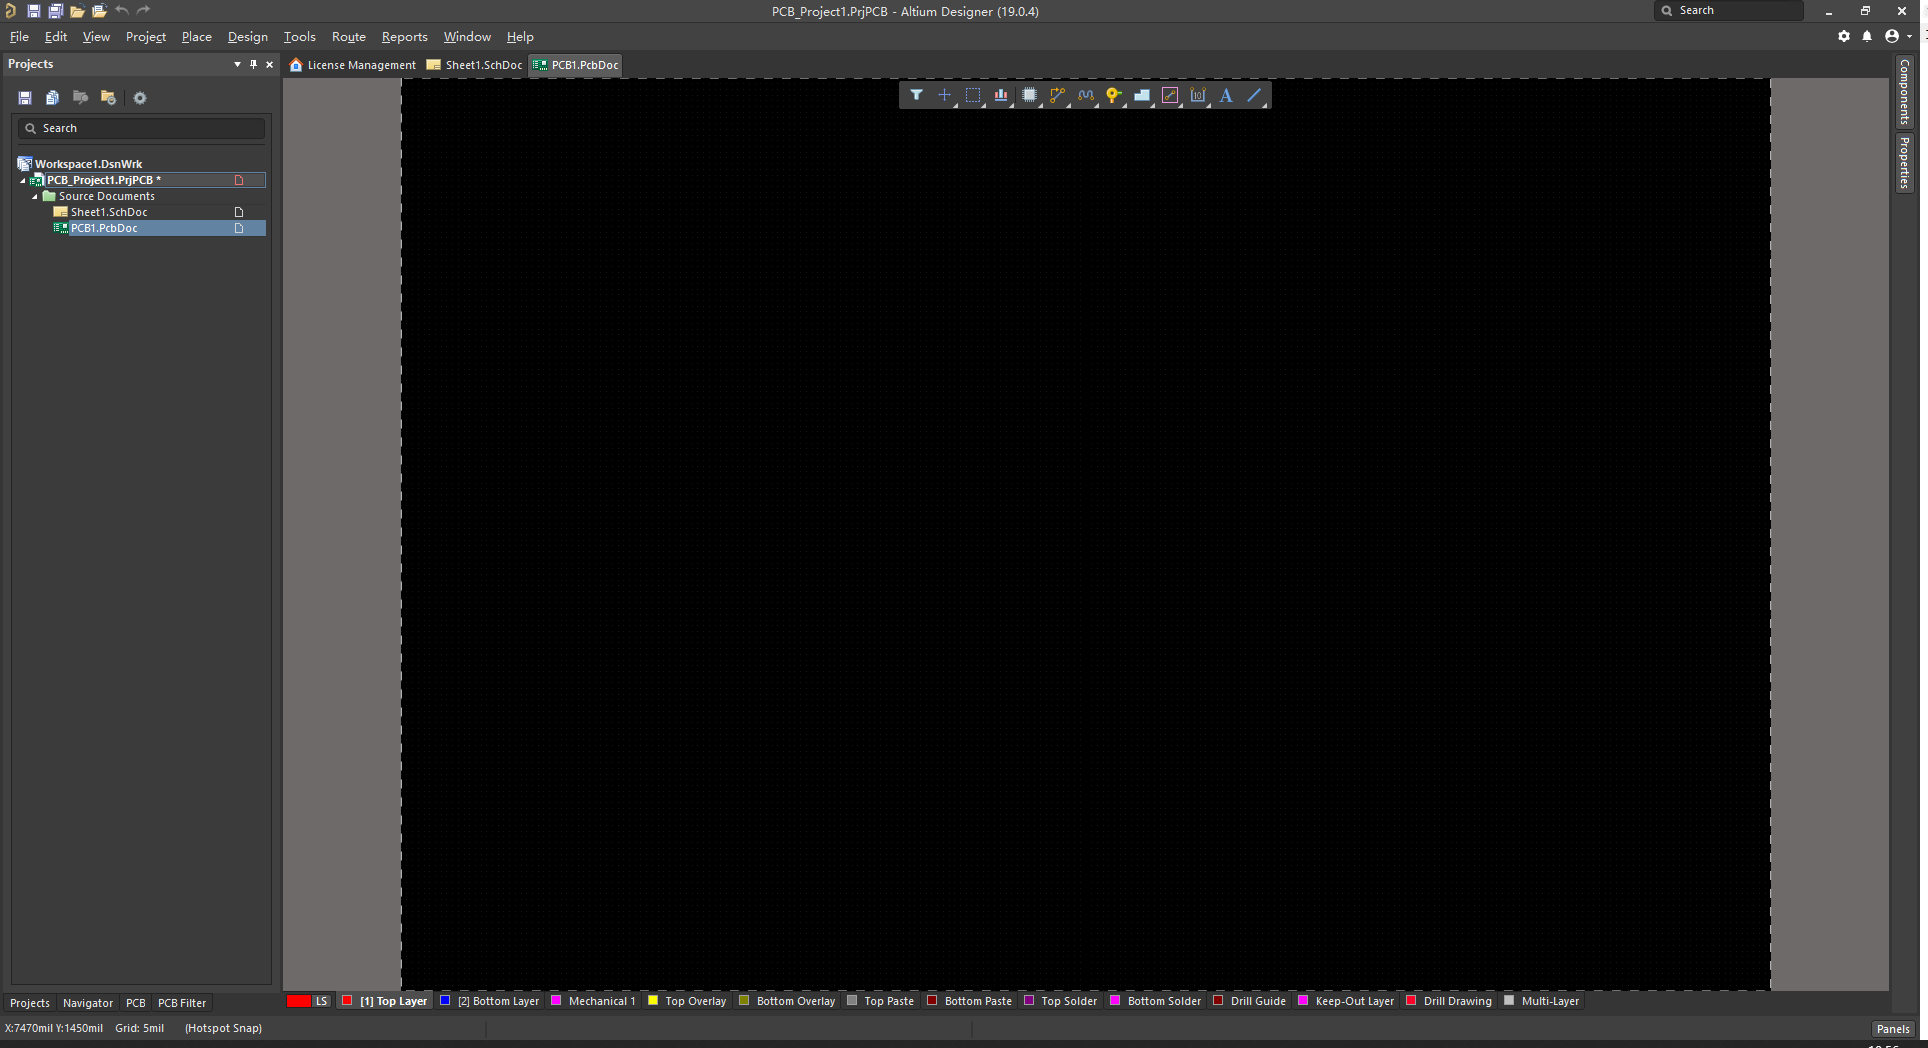 PCB_Project1.PrjPCB - Altium Designer (19.0.4)
Search
File Edit View Project Place Design Tools Route Reports Window Help
Projects
License Management Sheet1.SchDoc PCB1.PcbDoc
Search
Workspace1.DsnWrk
PCB_Project1.PrjPCB *
Source Documents
Sheet1.SchDoc
PCB1.PcbDoc
Components
Properties
Projects Navigator PCB PCB Filter
LS [1] Top Layer [2] Bottom Layer Mechanical 1 Top Overlay Bottom Overlay Top Paste Bottom Paste Top Solder Bottom Solder Drill Guide Keep-Out Layer Drill Drawing Multi-Layer
X:7470mil Y:1450mil Grid: 5mil (Hotspot Snap)
Panels